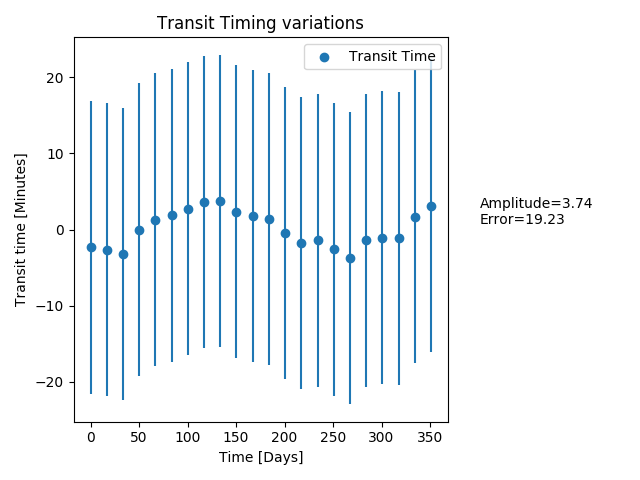 Transit Timing variations
Transit Time
Transit time [Minutes]
20
10
0
−10
−20
0 50 100 150 200 250 300 350
Time [Days]
Amplitude=3.74
Error=19.23